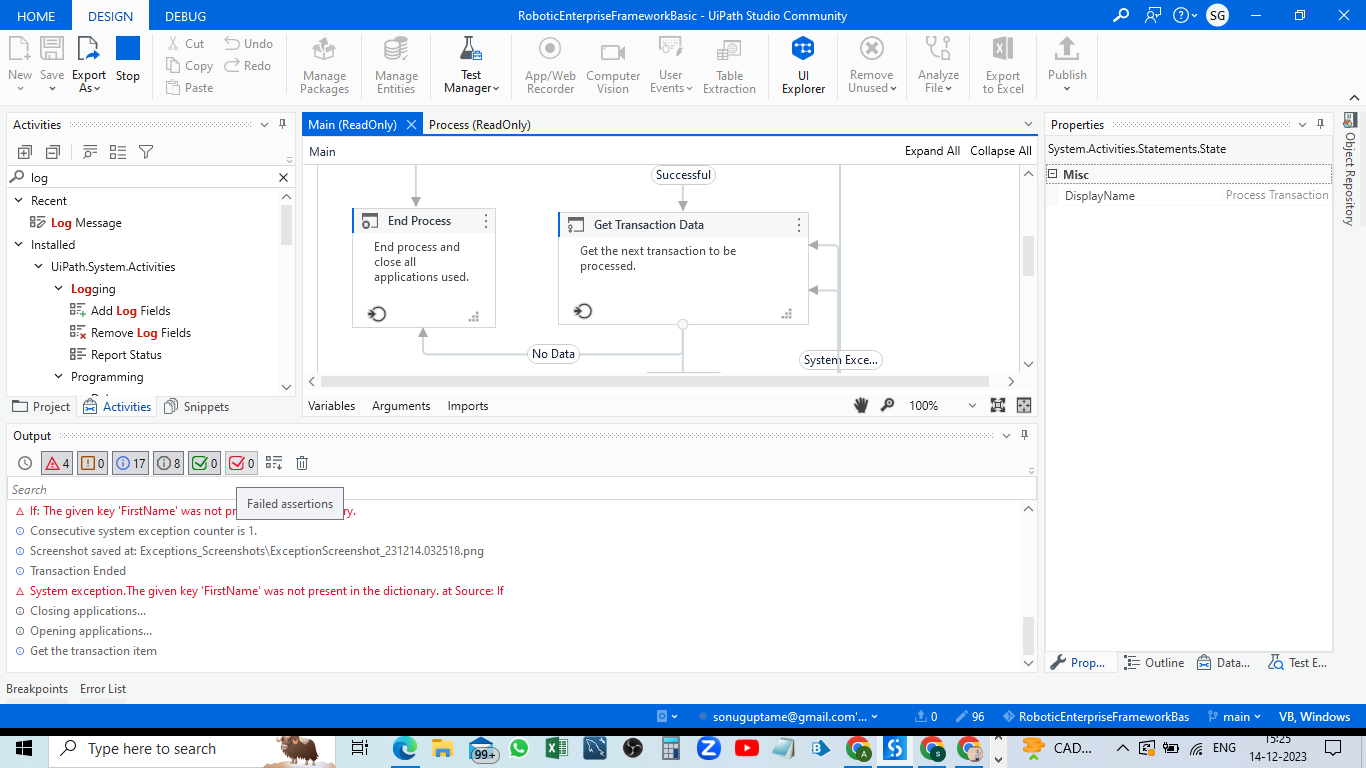 HOME DESIGN DEBUG RoboticEnterpriseFrameworkBasic - UiPath Studio Community SG
New Save Export As Stop
Cut Copy Paste Undo Redo
Manage Packages
Manage Entities
Test Manager
App/Web Recorder
Computer Vision
User Events
Table Extraction
UI Explorer
Remove Unused
Analyze File
Export to Excel
Publish
Activities
log
Recent
Log Message
Installed
UiPath.System.Activities
Logging
Add Log Fields
Remove Log Fields
Report Status
Programming
Project Activities Snippets
Main (ReadOnly) Process (ReadOnly)
Main Expand All Collapse All
Successful
End Process
End process and
close all
applications used.
Get Transaction Data
Get the next transaction to be
processed.
No Data
System Exce...
Variables Arguments Imports 100%
Properties
System.Activities.Statements.State
Misc
DisplayName Process Transaction
Object Repository
Prop... Outline Data... Test E...
Output
4 0 17 8 0 0
Search
Failed assertions
If: The given key 'FirstName' was not pr ry.
Consecutive system exception counter is 1.
Screenshot saved at: Exceptions_Screenshots\ExceptionScreenshot_231214.032518.png
Transaction Ended
System exception.The given key 'FirstName' was not present in the dictionary. at Source: If
Closing applications...
Opening applications...
Get the transaction item
Breakpoints Error List
sonuguptame@gmail.com'... 0 96 RoboticEnterpriseFrameworkBas main VB, Windows
Type here to search 99+ CAD... ENG 15:25
14-12-2023